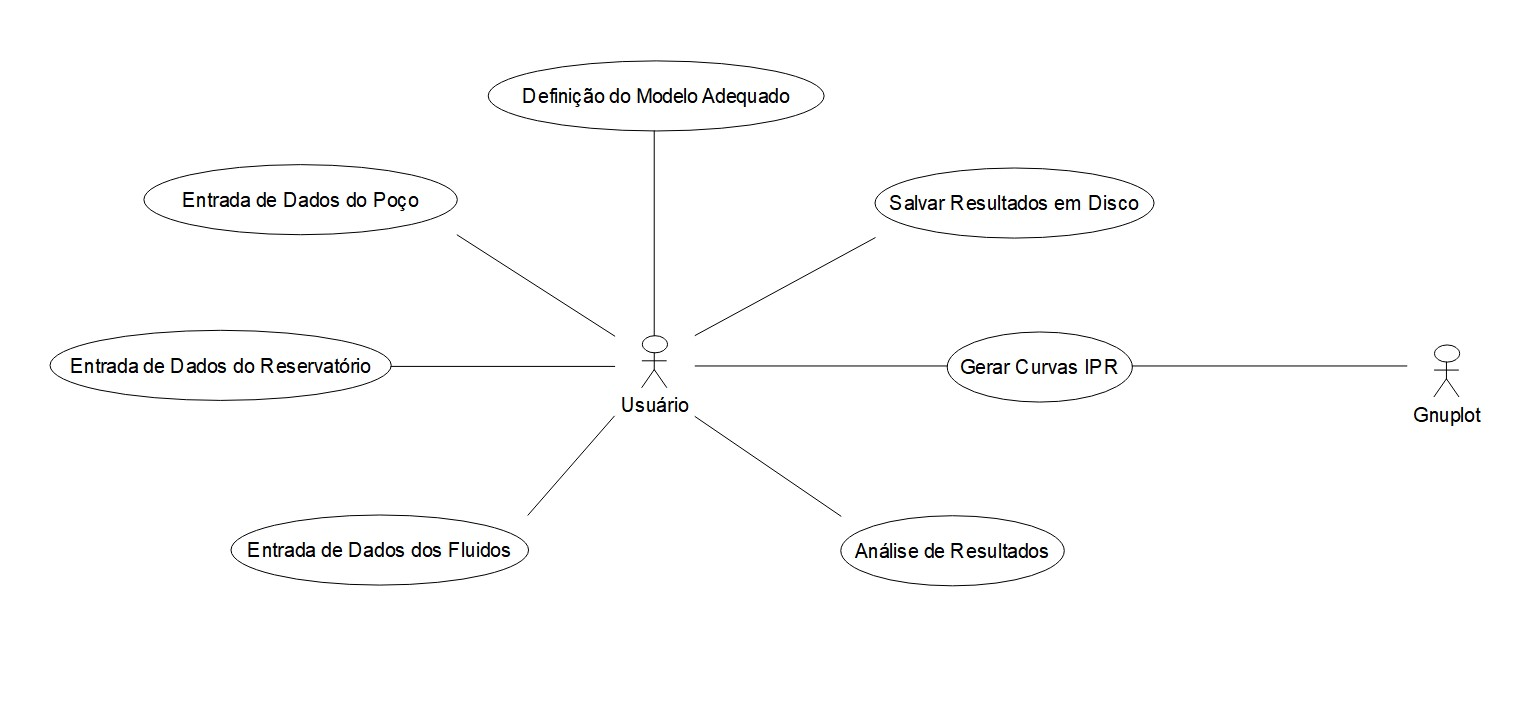 Definição do Modelo Adequado
Entrada de Dados do Poço
Salvar Resultados em Disco
Entrada de Dados do Reservatório
Gerar Curvas IPR
Usuário
Gnuplot
Entrada de Dados dos Fluidos
Análise de Resultados